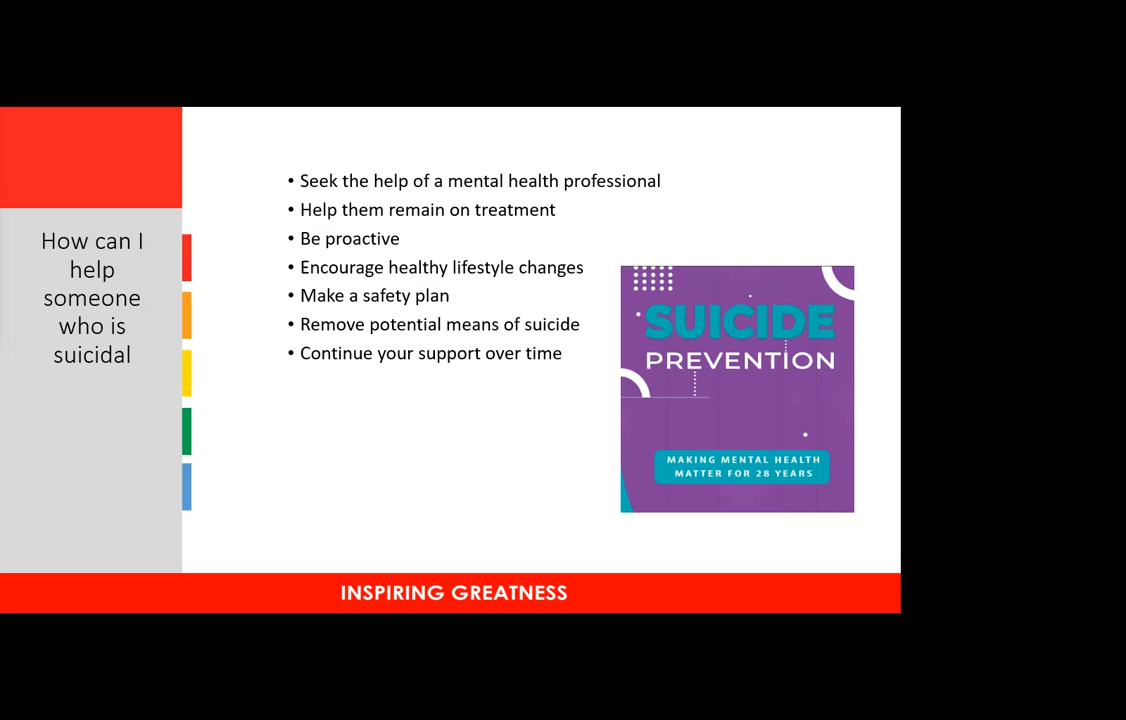 How can I
help
someone
who is
suicidal
• Seek the help of a mental health professional
• Help them remain on treatment
• Be proactive
• Encourage healthy lifestyle changes
• Make a safety plan
• Remove potential means of suicide
• Continue your support over time
SUICIDE
PREVENTION
MAKING MENTAL HEALTH
MATTER FOR 28 YEARS
INSPIRING GREATNESS